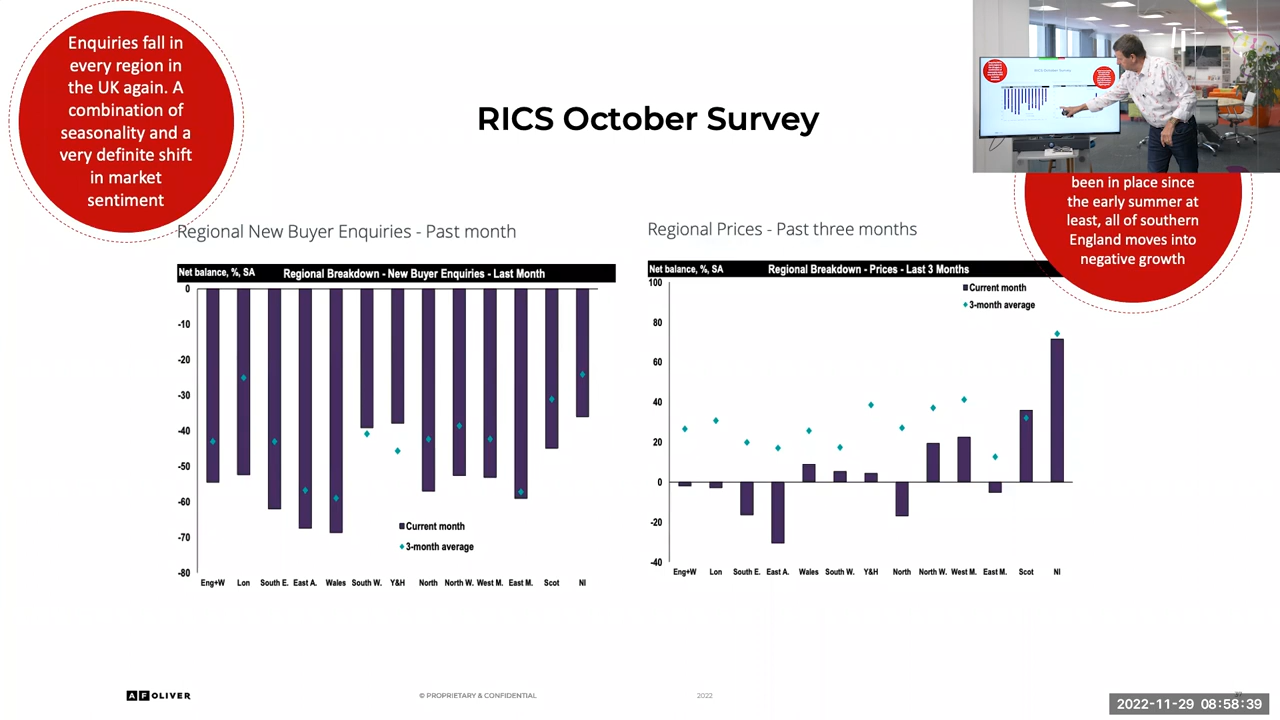 Enquiries fall in
every region in
the UK again. A
combination of
seasonality and a
very definite shift
in market
sentiment
RICS October Survey
been in place since
the early summer at
least, all of southern
England moves into
negative growth
Regional New Buyer Enquiries - Past month
Net balance, %, SA
Regional Breakdown - New Buyer Enquiries - Last Month
0
-10
-20
-30
-40
-50
-60
-70
-80
Current month
3-month average
Eng+W Lon South E. East A. Wales South W. Y&H North North W. West M. East M. Scot NI
Regional Prices - Past three months
Net balance, %, SA
Regional Breakdown - Prices - Last 3 Months
100
80
60
40
20
0
-20
-40
Current month
3-month average
Eng+W Lon South E. East A. Wales South W. Y&H North North W. West M. East M. Scot NI
AF OLIVER
© PROPRIETARY & CONFIDENTIAL
2022
2022-11-29 08:58:39